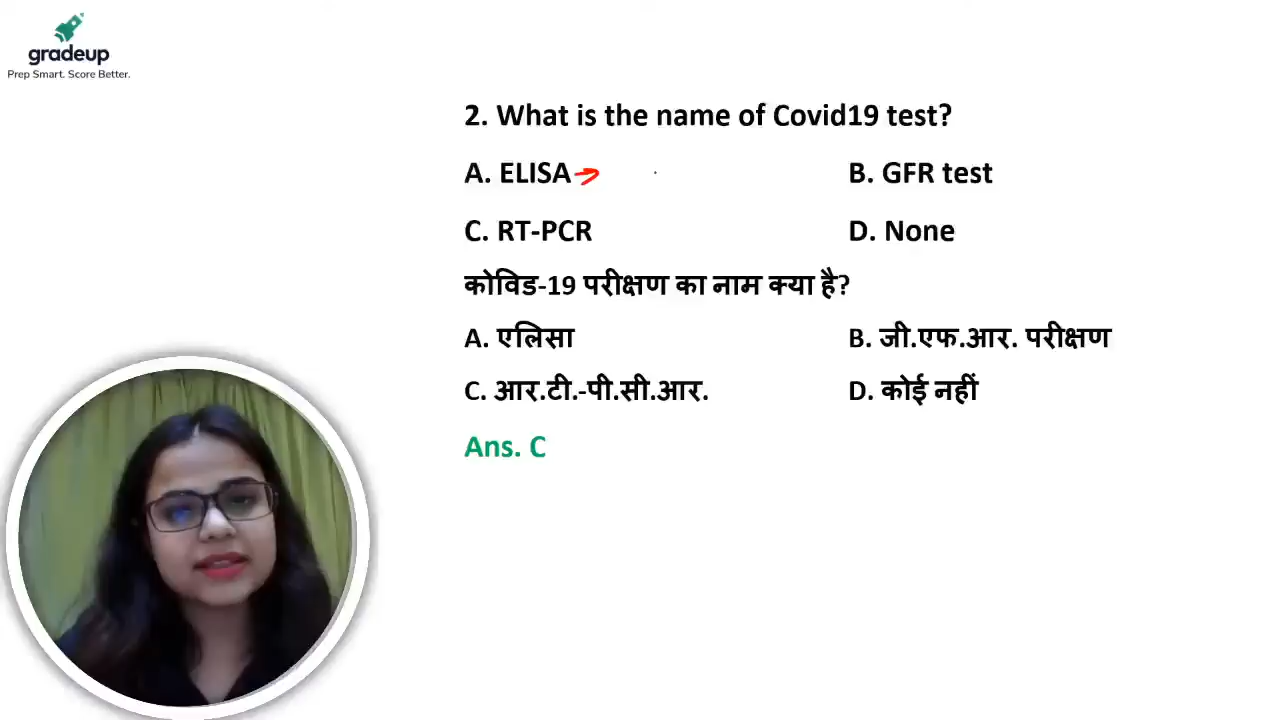 gradeup
Prep Smart. Score Better.
2. What is the name of Covid19 test?
A. ELISA B. GFR test
C. RT-PCR D. None
कोविड-19 परीक्षण का नाम क्या है?
A. एलिसा B. जी.एफ.आर. परीक्षण
C. आर.टी.-पी.सी.आर. D. कोई नहीं
Ans. C